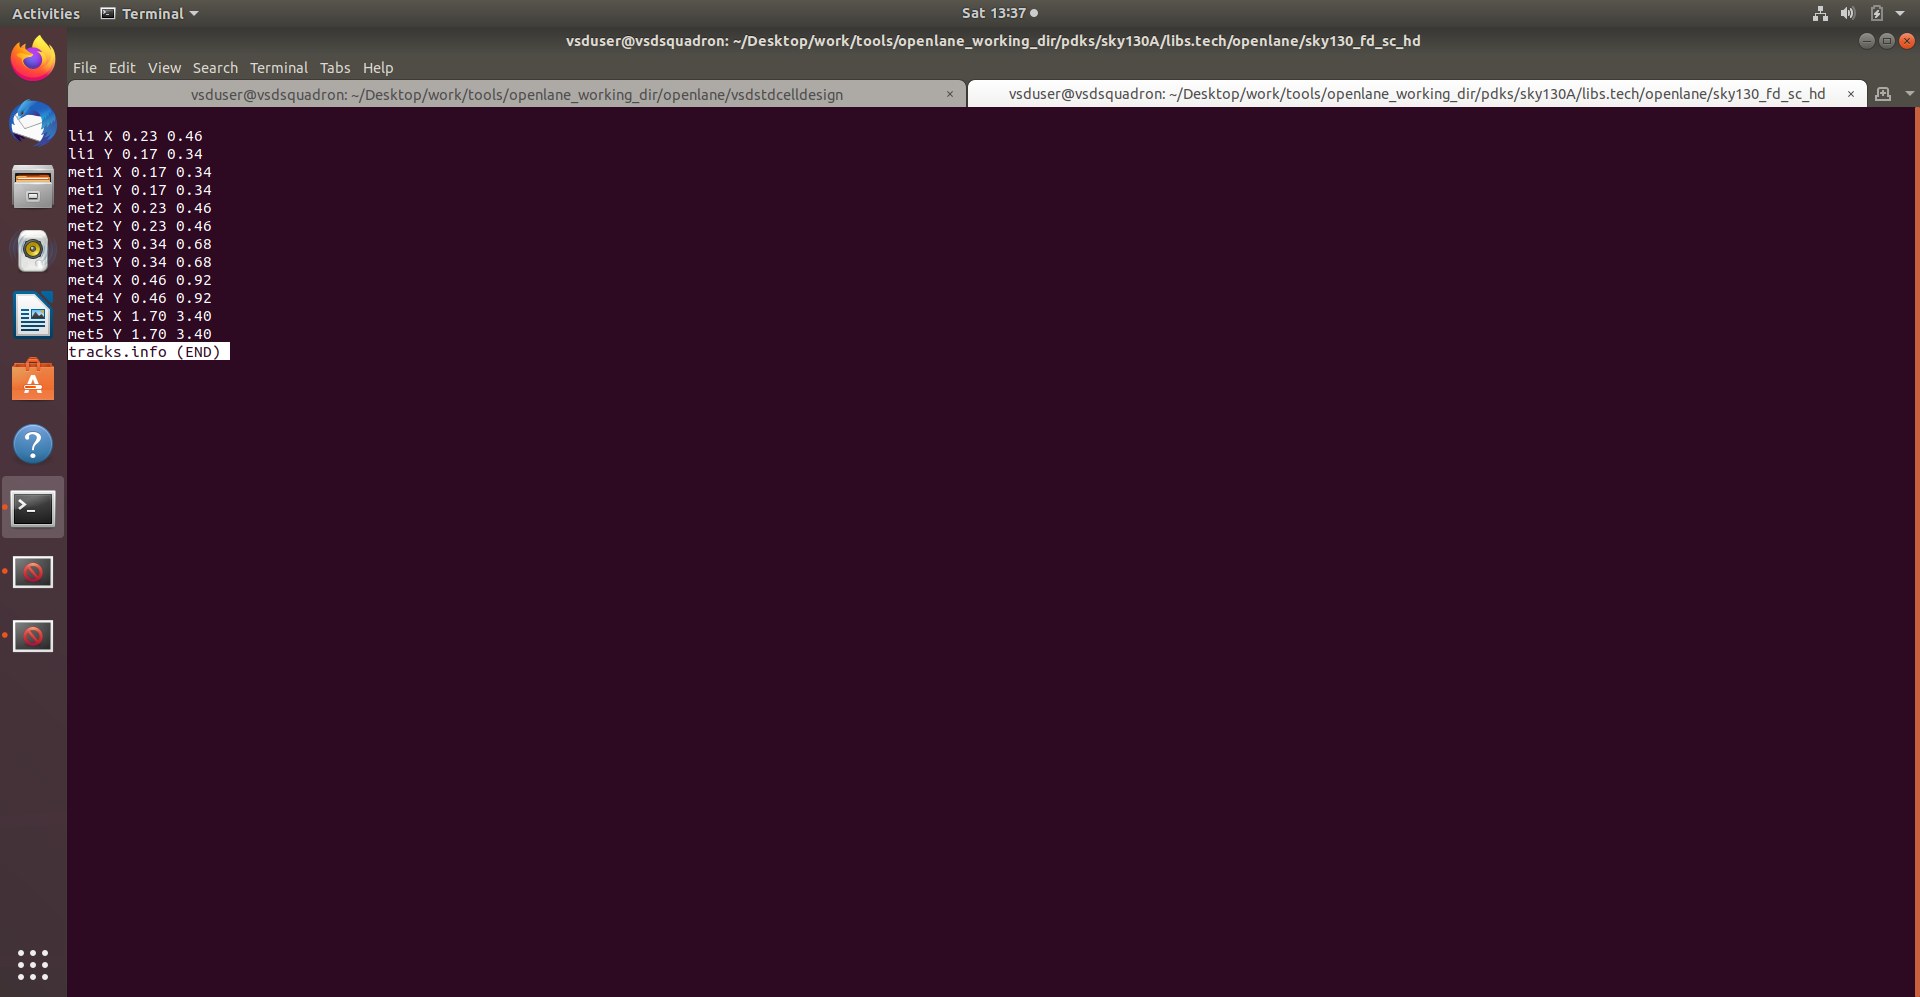 Activities Terminal Sat 13:37
vsduser@vsdsquadron: ~/Desktop/work/tools/openlane_working_dir/pdks/sky130A/libs.tech/openlane/sky130_fd_sc_hd
File Edit View Search Terminal Tabs Help
vsduser@vsdsquadron: ~/Desktop/work/tools/openlane_working_dir/openlane/vsdstdcelldesign × vsduser@vsdsquadron: ~/Desktop/work/tools/openlane_working_dir/pdks/sky130A/libs.tech/openlane/sky130_fd_sc_hd ×
li1 X 0.23 0.46
li1 Y 0.17 0.34
met1 X 0.17 0.34
met1 Y 0.17 0.34
met2 X 0.23 0.46
met2 Y 0.23 0.46
met3 X 0.34 0.68
met3 Y 0.34 0.68
met4 X 0.46 0.92
met4 Y 0.46 0.92
met5 X 1.70 3.40
met5 Y 1.70 3.40
tracks.info (END)